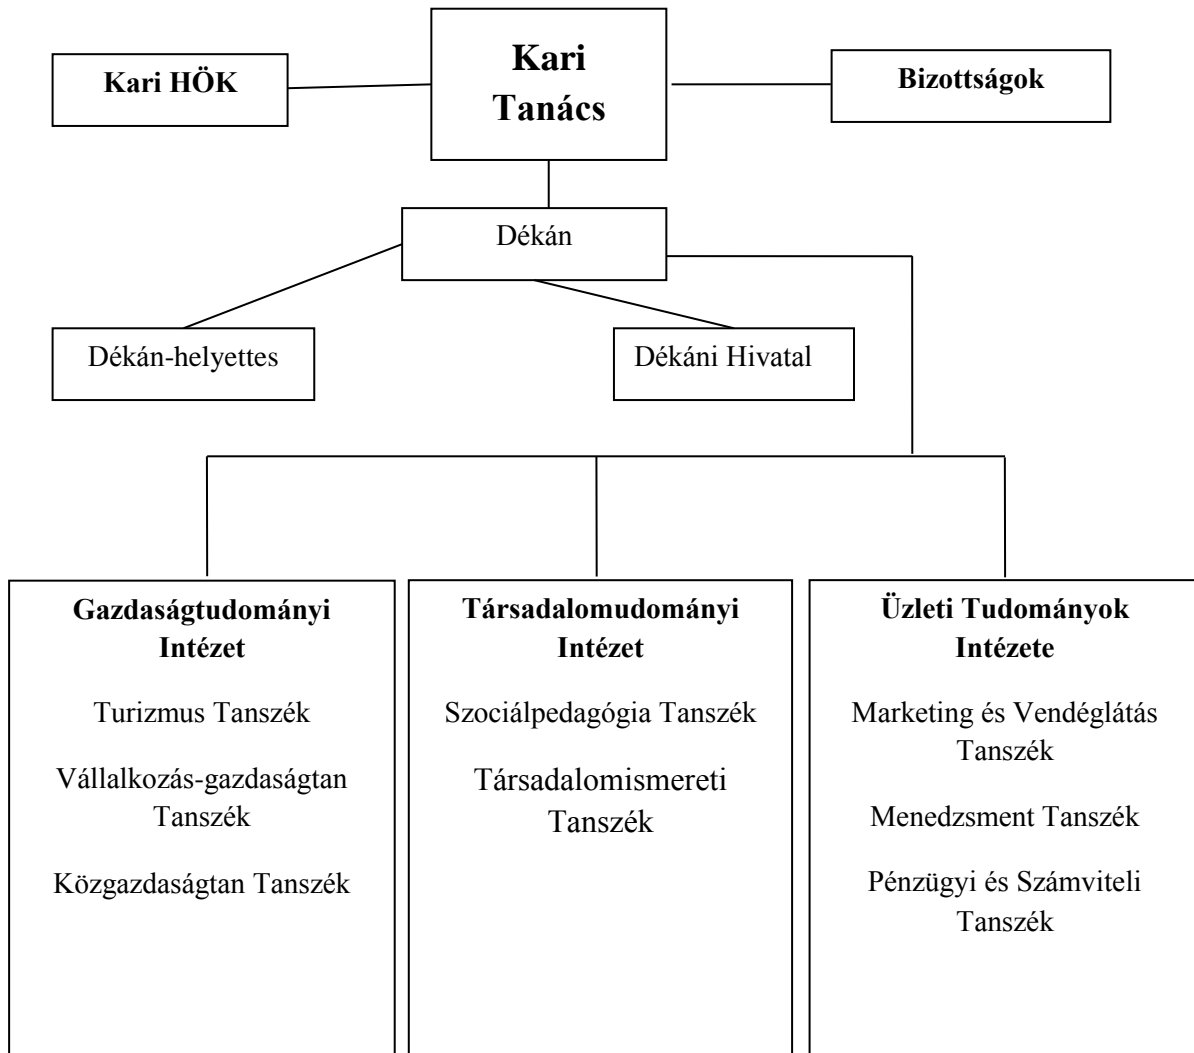 Kari HÖK
Kari
Tanács
Bizottságok
Dékán
Dékán-helyettes
Dékáni Hivatal
Gazdaságtudományi
Intézet
Turizmus Tanszék
Vállalkozás-gazdaságtan
Tanszék
Közgazdaságtan Tanszék
Társadalomudományi
Intézet
Szociálpedagógia Tanszék
Társadalomismereti
Tanszék
Üzleti Tudományok
Intézete
Marketing és Vendéglátás
Tanszék
Menedzsment Tanszék
Pénzügyi és Számviteli
Tanszék